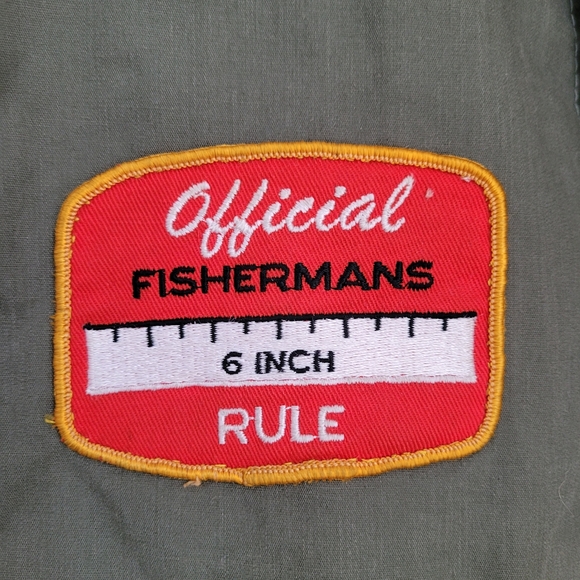 Official
FISHERMANS
6 INCH
RULE